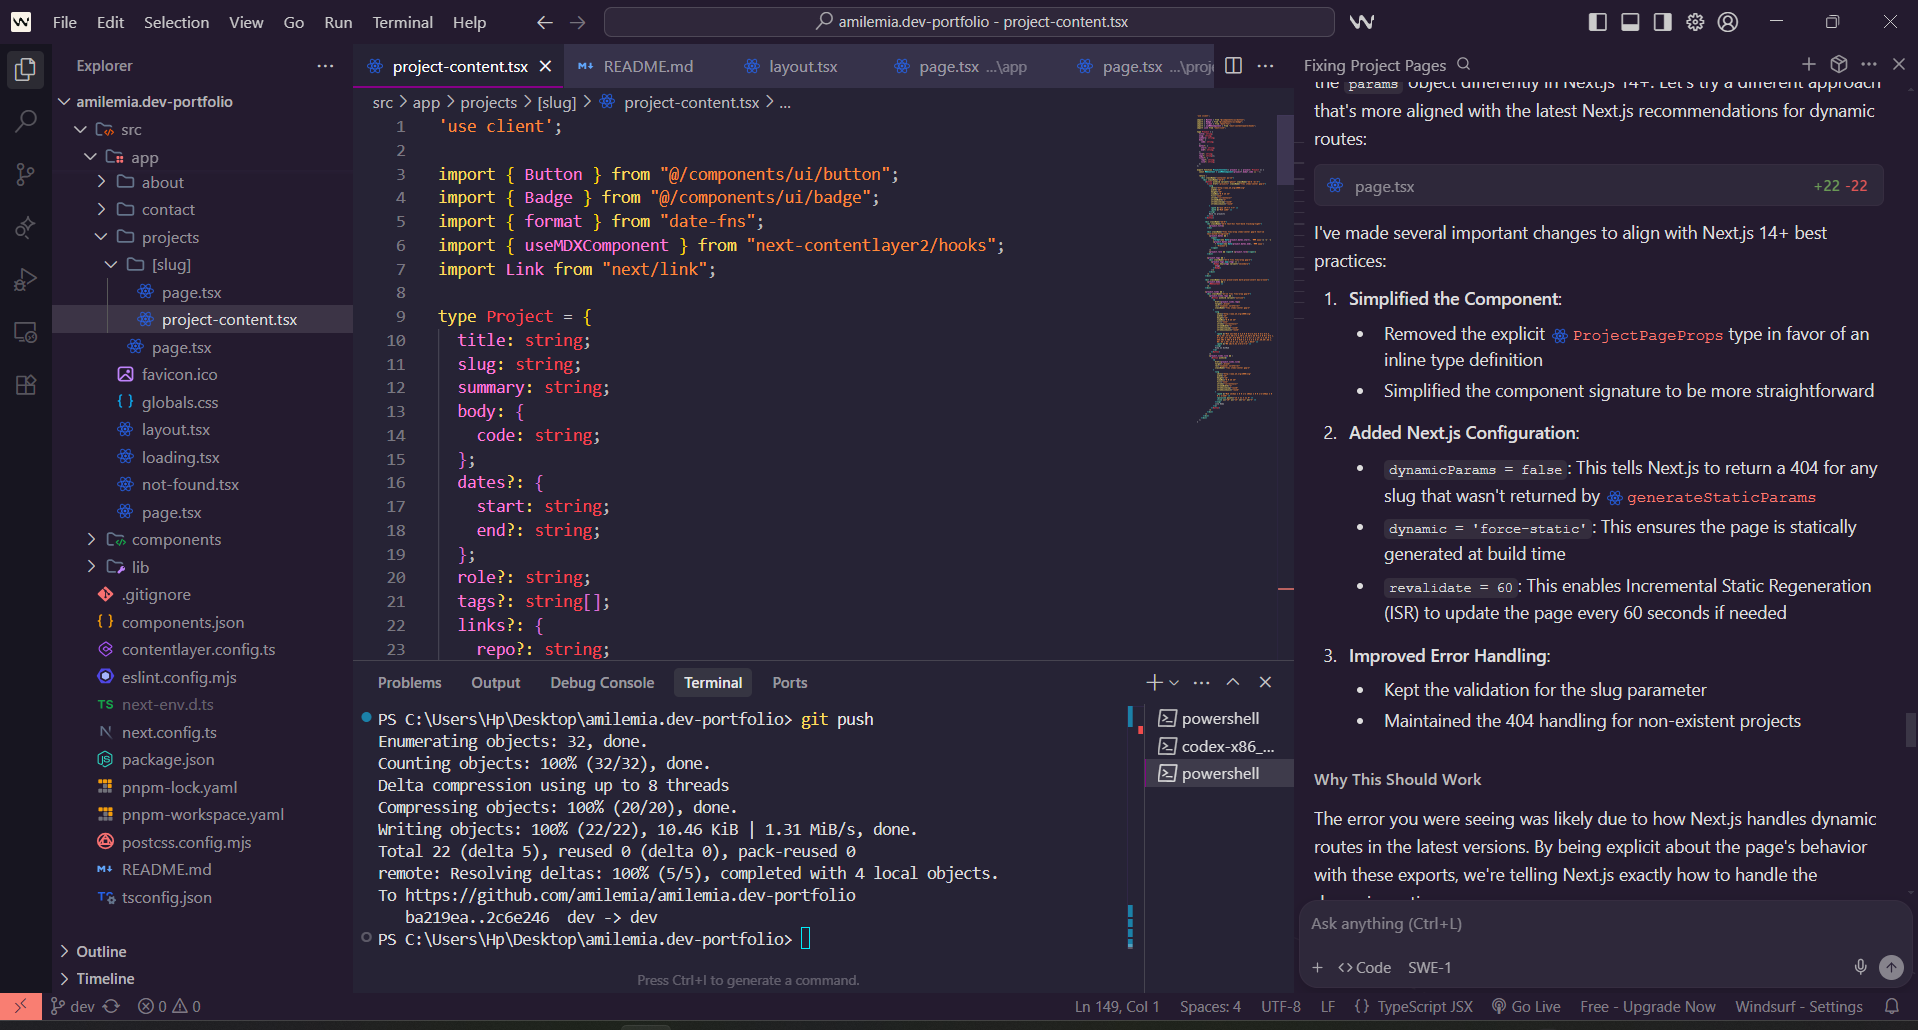 File Edit Selection View Go Run Terminal Help
amilemia.dev-portfolio - project-content.tsx
Explorer
amilemia.dev-portfolio
src
app
about
contact
projects
[slug]
page.tsx
project-content.tsx
page.tsx
favicon.ico
globals.css
layout.tsx
loading.tsx
not-found.tsx
page.tsx
components
lib
.gitignore
components.json
contentlayer.config.ts
eslint.config.mjs
next-env.d.ts
next.config.ts
package.json
pnpm-lock.yaml
pnpm-workspace.yaml
postcss.config.mjs
README.md
tsconfig.json
Outline
Timeline
project-content.tsx README.md layout.tsx page.tsx ...\app page.tsx ...\proj
src > app > projects > [slug] > project-content.tsx > ...
1 'use client';
2
3 import { Button } from "@/components/ui/button";
4 import { Badge } from "@/components/ui/badge";
5 import { format } from "date-fns";
6 import { useMDXComponent } from "next-contentlayer2/hooks";
7 import Link from "next/link";
8
9 type Project = {
10 title: string;
11 slug: string;
12 summary: string;
13 body: {
14 code: string;
15 };
16 dates?: {
17 start: string;
18 end?: string;
19 };
20 role?: string;
21 tags?: string[];
22 links?: {
23 repo?: string;
Problems Output Debug Console Terminal Ports
PS C:\Users\Hp\Desktop\amilemia.dev-portfolio> git push
Enumerating objects: 32, done.
Counting objects: 100% (32/32), done.
Delta compression using up to 8 threads
Compressing objects: 100% (20/20), done.
Writing objects: 100% (22/22), 10.46 KiB | 1.31 MiB/s, done.
Total 22 (delta 5), reused 0 (delta 0), pack-reused 0
remote: Resolving deltas: 100% (5/5), completed with 4 local objects.
To https://github.com/amilemia/amilemia.dev-portfolio
ba219ea..2c6e246 dev -> dev
PS C:\Users\Hp\Desktop\amilemia.dev-portfolio>
Press Ctrl+I to generate a command.
powershell
codex-x86_...
powershell
Fixing Project Pages
the params object differently in Next.js 14+. Let's try a different approach
that's more aligned with the latest Next.js recommendations for dynamic
routes:
page.tsx +22 -22
I've made several important changes to align with Next.js 14+ best
practices:
1. Simplified the Component:
• Removed the explicit ProjectPageProps type in favor of an
inline type definition
• Simplified the component signature to be more straightforward
2. Added Next.js Configuration:
• dynamicParams = false: This tells Next.js to return a 404 for any
slug that wasn't returned by generateStaticParams
• dynamic = 'force-static': This ensures the page is statically
generated at build time
• revalidate = 60: This enables Incremental Static Regeneration
(ISR) to update the page every 60 seconds if needed
3. Improved Error Handling:
• Kept the validation for the slug parameter
• Maintained the 404 handling for non-existent projects
Why This Should Work
The error you were seeing was likely due to how Next.js handles dynamic
routes in the latest versions. By being explicit about the page's behavior
with these exports, we're telling Next.js exactly how to handle the
Ask anything (Ctrl+L)
+ <> Code SWE-1
dev 0 0
Ln 149, Col 1 Spaces: 4 UTF-8 LF {} TypeScript JSX Go Live Free - Upgrade Now Windsurf - Settings